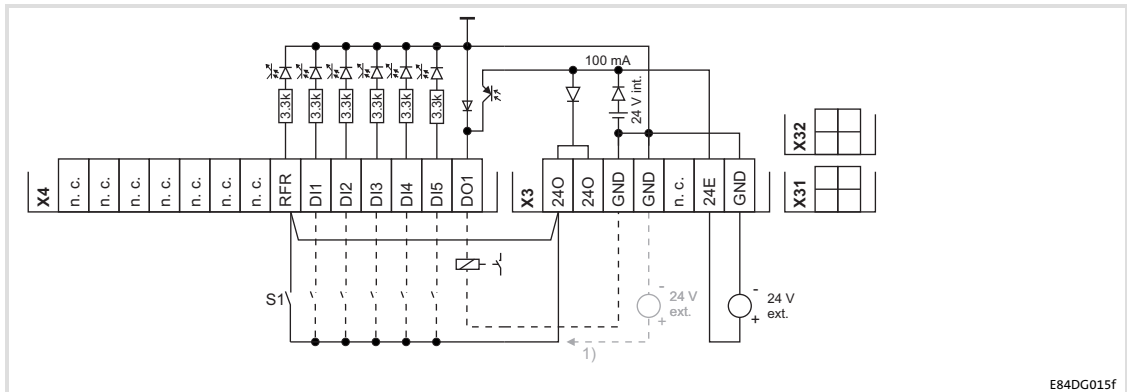 100 mA
3.3k
3.3k
3.3k
3.3k
3.3k
3.3k
24 V int.
X32
X4
n. c.
n. c.
n. c.
n. c.
n. c.
n. c.
n. c.
RFR
DI1
DI2
DI3
DI4
DI5
DO1
X3
24O
24O
GND
GND
n. c.
24E
GND
X31
S1
-
24 V
ext.
+
-
24 V
ext.
+
1)
E84DG015f